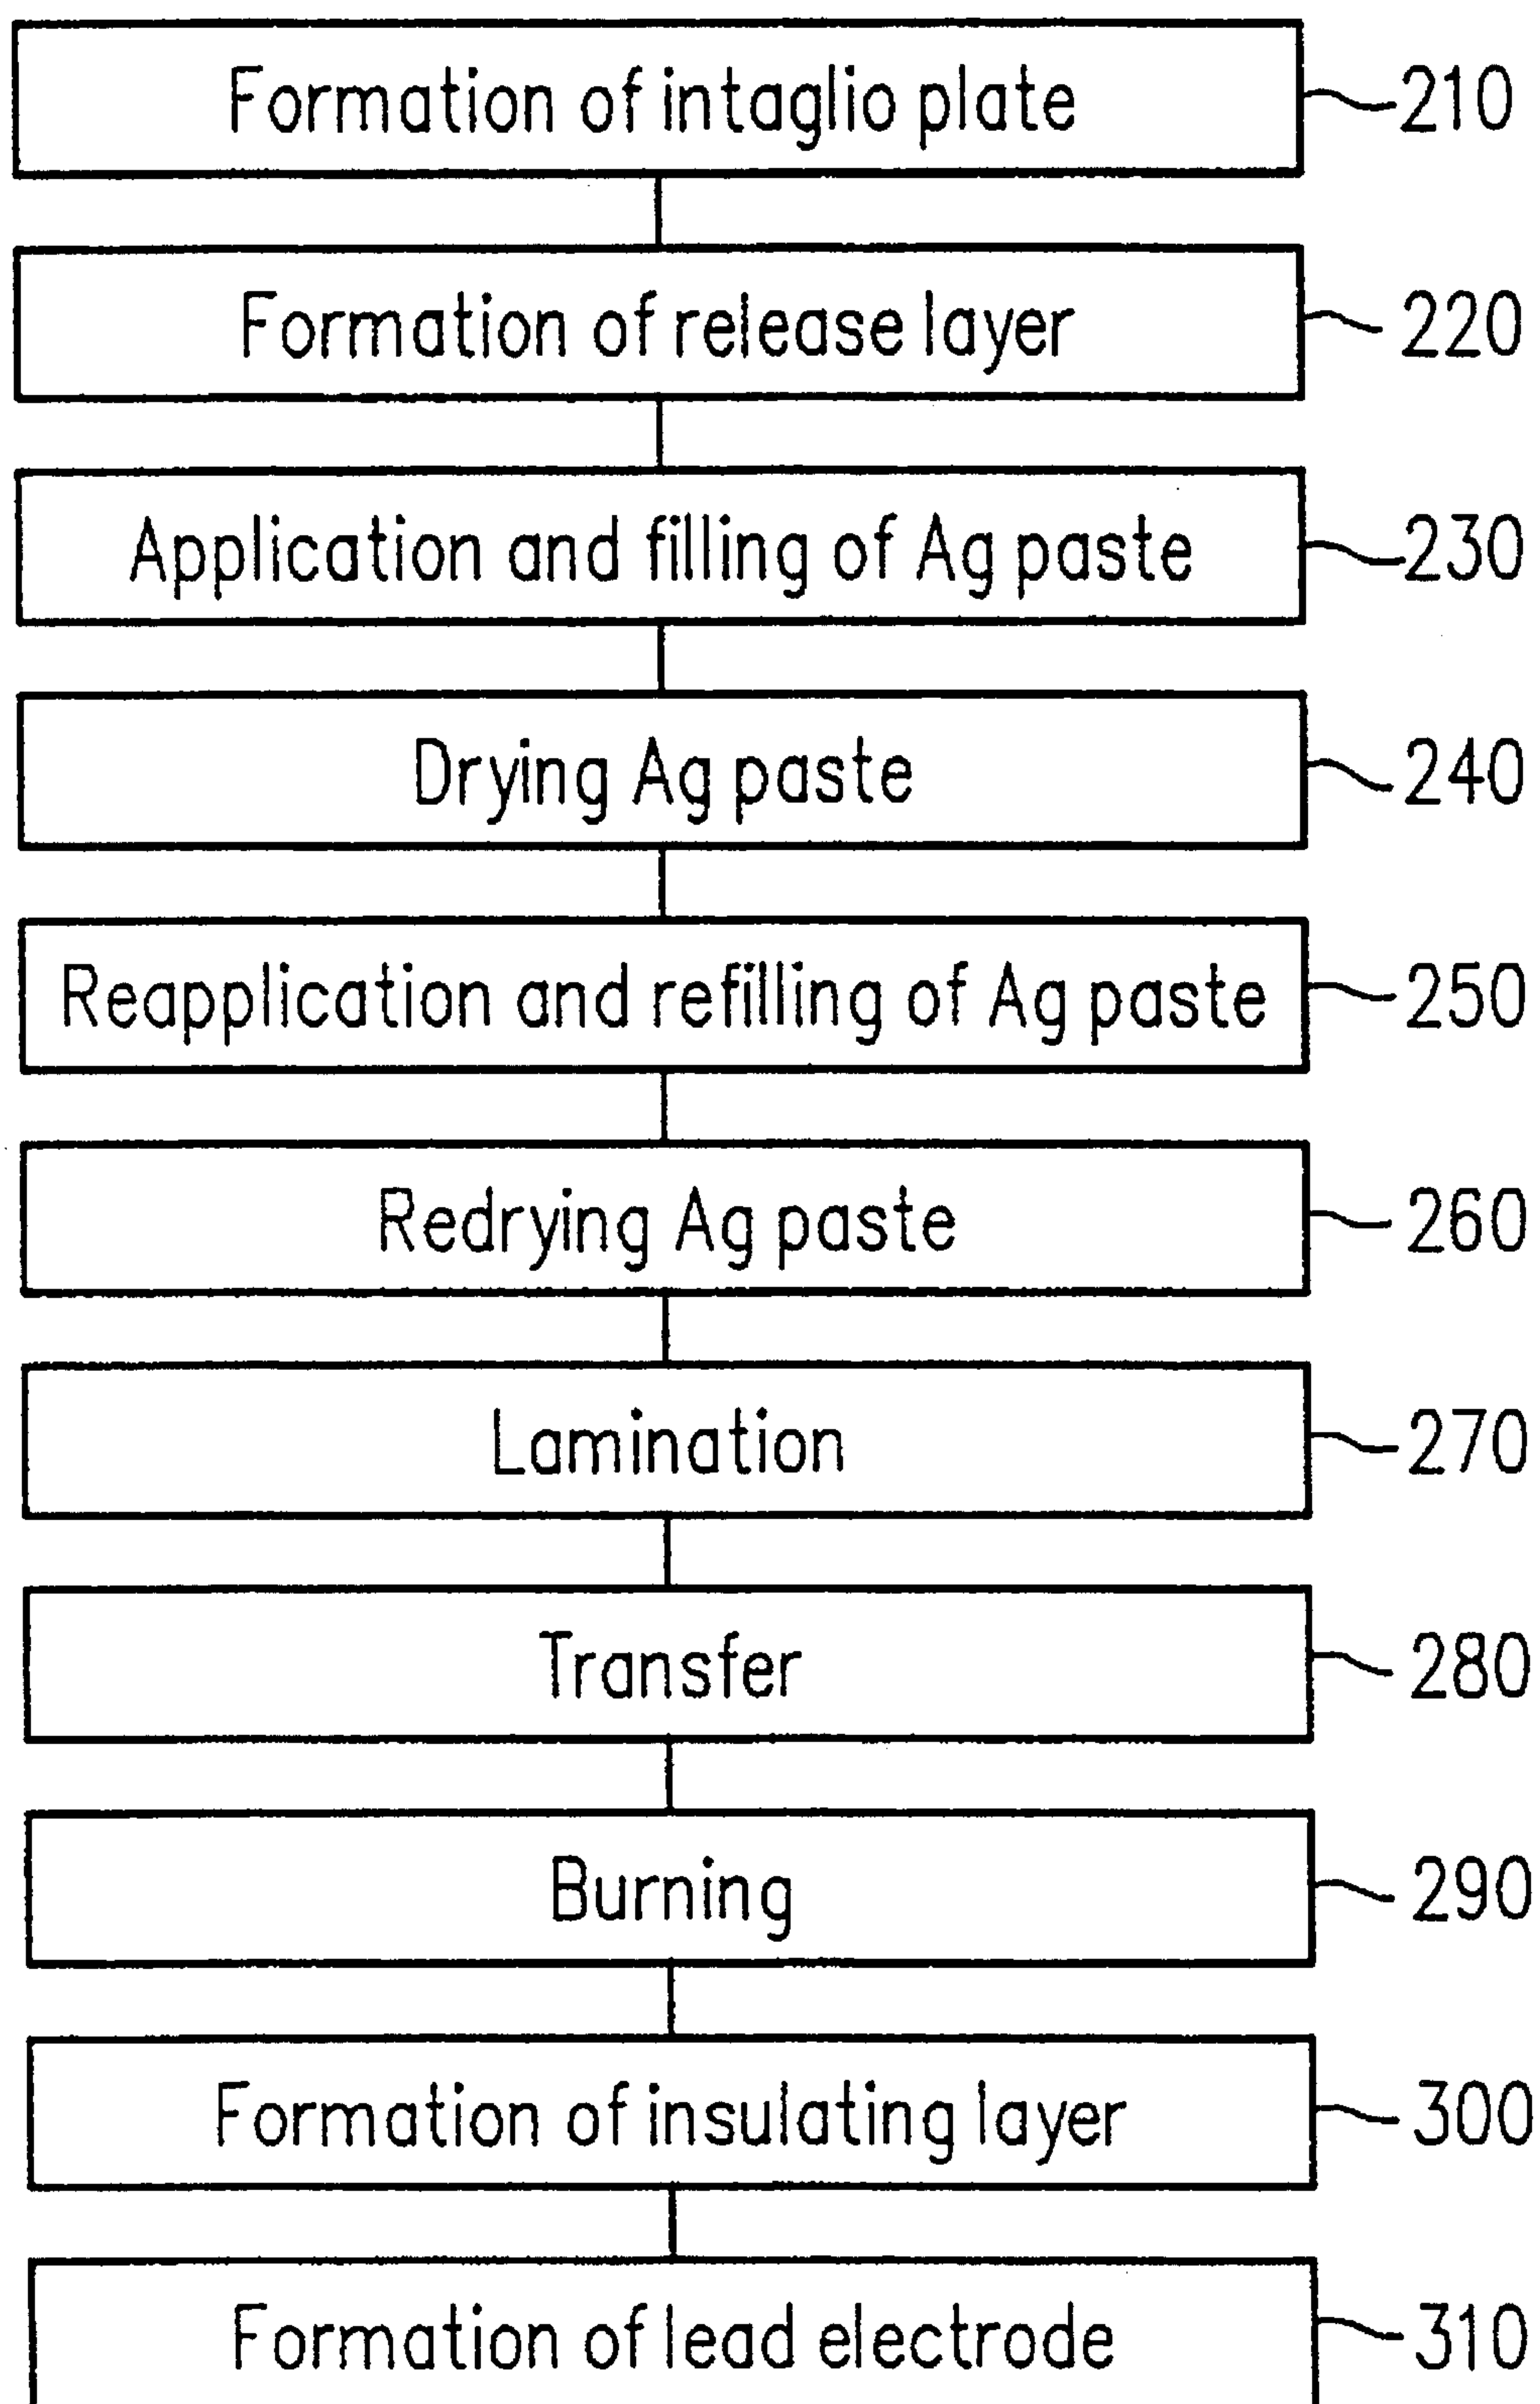 Formation of intaglio plate 210
Formation of release layer 220
Application and filling of Ag paste 230
Drying Ag paste 240
Reapplication and refilling of Ag paste 250
Redrying Ag paste 260
Lamination 270
Transfer 280
Burning 290
Formation of insulating layer 300
Formation of lead electrode 310